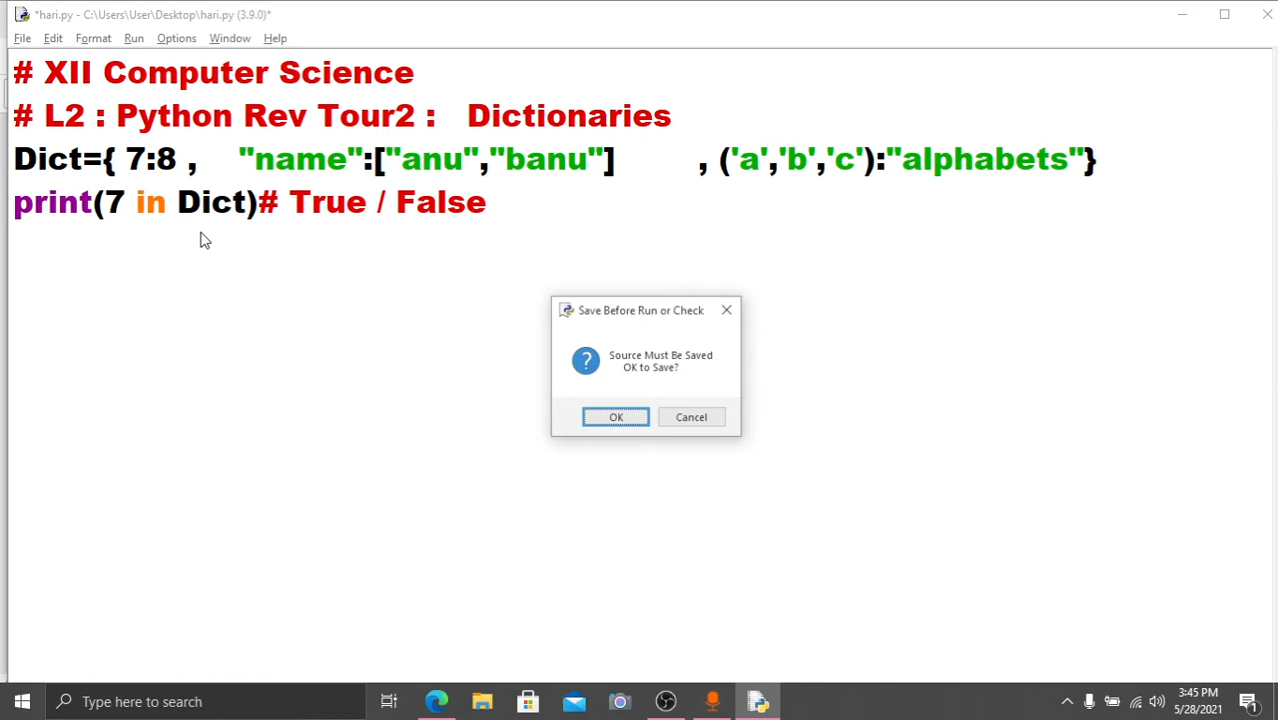 *hari.py - C:\Users\User\Desktop\hari.py (3.9.0)*
File Edit Format Run Options Window Help
# XII Computer Science
# L2 : Python Rev Tour2 : Dictionaries
Dict={ 7:8 , "name":["anu","banu"] , ('a','b','c'):"alphabets"}
print(7 in Dict)# True / False
Save Before Run or Check
?
Source Must Be Saved
OK to Save?
OK Cancel
Type here to search
3:45 PM
5/28/2021
1